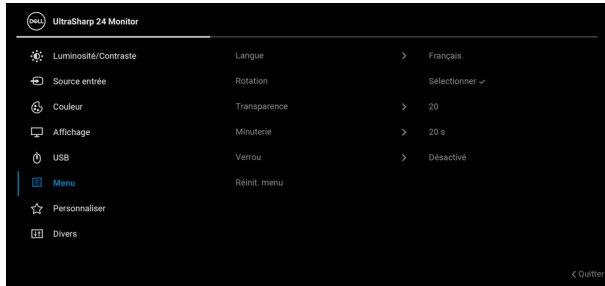 DELL UltraSharp 24 Monitor
Luminosité/Contraste Langue > Français
Source entrée Rotation Sélectionner ✓
Couleur Transparence > 20
Affichage Minuterie > 20 s
USB Verrou > Désactivé
Menu Réinit. menu
Personnaliser
Divers
< Quitter